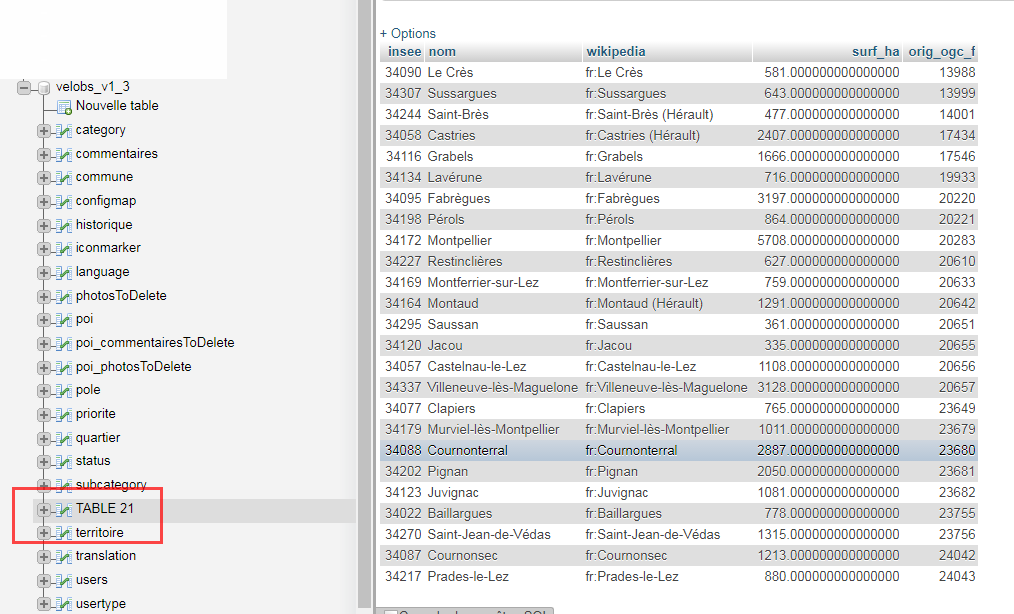 velobs_v1_3
Nouvelle table
category
commentaires
commune
configmap
historique
iconmarker
language
photosToDelete
poi
poi_commentairesToDelete
poi_photosToDelete
pole
priorite
quartier
status
subcategory
TABLE 21
territoire
translation
users
usertype
+ Options
insee nom wikipedia surf_ha orig_ogc_f
34090 Le Crès fr:Le Crès 581.000000000000000 13988
34307 Sussargues fr:Sussargues 643.000000000000000 13999
34244 Saint-Brès fr:Saint-Brès (Hérault) 477.000000000000000 14001
34058 Castries fr:Castries (Hérault) 2407.000000000000000 17434
34116 Grabels fr:Grabels 1666.000000000000000 17546
34134 Lavérune fr:Lavérune 716.000000000000000 19933
34095 Fabrègues fr:Fabrègues 3197.000000000000000 20220
34198 Pérols fr:Pérols 864.000000000000000 20221
34172 Montpellier fr:Montpellier 5708.000000000000000 20283
34227 Restinclières fr:Restinclières 627.000000000000000 20610
34169 Montferrier-sur-Lez fr:Montferrier-sur-Lez 759.000000000000000 20633
34164 Montaud fr:Montaud (Hérault) 1291.000000000000000 20642
34295 Saussan fr:Saussan 361.000000000000000 20651
34120 Jacou fr:Jacou 335.000000000000000 20655
34057 Castelnau-le-Lez fr:Castelnau-le-Lez 1108.000000000000000 20656
34337 Villeneuve-lès-Maguelone fr:Villeneuve-lès-Maguelone 3128.000000000000000 20657
34077 Clapiers fr:Clapiers 765.000000000000000 23649
34179 Murviel-lès-Montpellier fr:Murviel-lès-Montpellier 1011.000000000000000 23679
34088 Cournonterral fr:Cournonterral 2887.000000000000000 23680
34202 Pignan fr:Pignan 2050.000000000000000 23681
34123 Juvignac fr:Juvignac 1081.000000000000000 23682
34022 Baillargues fr:Baillargues 778.000000000000000 23755
34270 Saint-Jean-de-Védas fr:Saint-Jean-de-Védas 1315.000000000000000 23756
34087 Cournonsec fr:Cournonsec 1213.000000000000000 24042
34217 Prades-le-Lez fr:Prades-le-Lez 880.000000000000000 24043